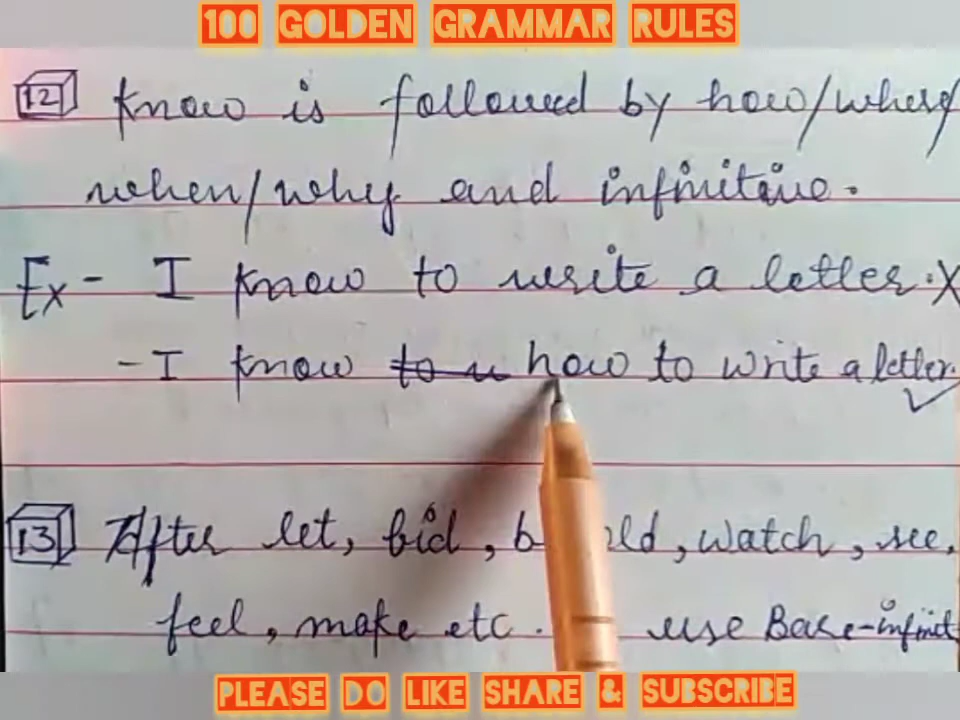 100 GOLDEN GRAMMAR RULES
12 Know is followed by how/where/
when/why and infinitive.
Ex - I know to write a letter. X
- I know to how to write a letter. ✓
13 After let, bid, watch, see,
feel, make etc. use Bare-infinit
PLEASE DO LIKE SHARE & SUBSCRIBE